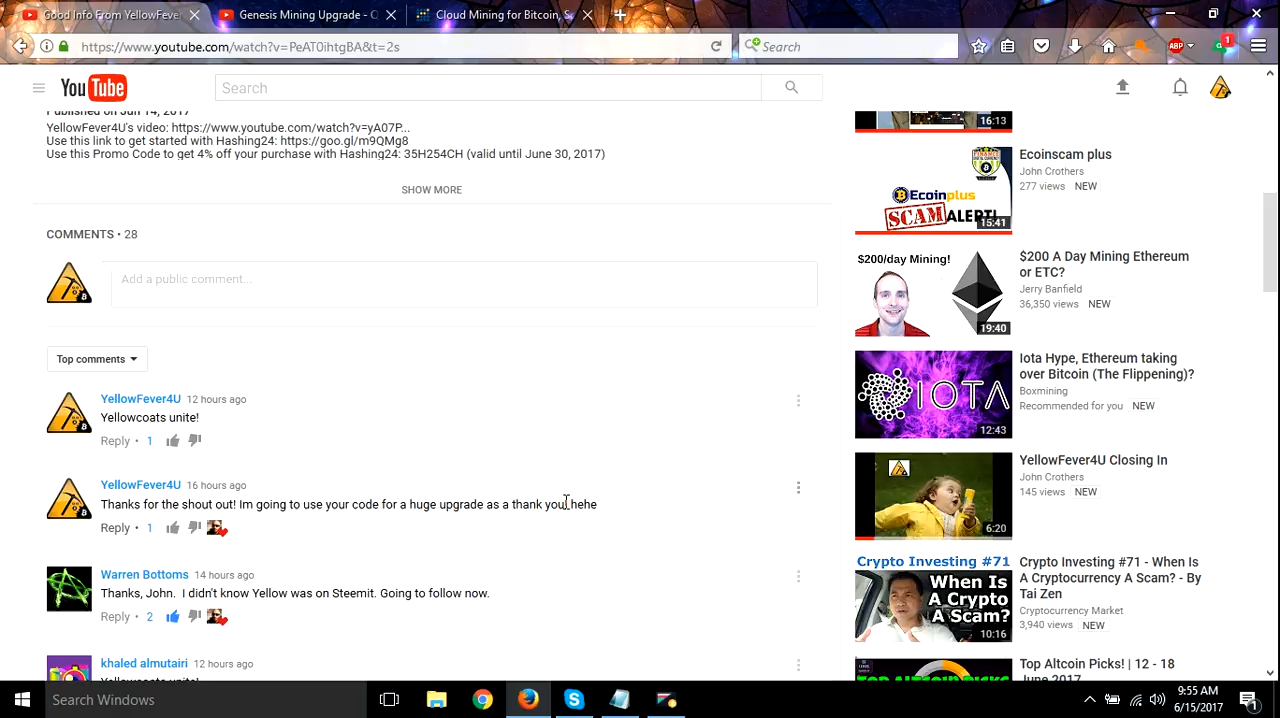 Good Info From YellowFever
Genesis Mining Upgrade - C
Cloud Mining for Bitcoin, S
https://www.youtube.com/watch?v=PeAT0ihtgBA&t=2s
Search
ABP
1
YouTube
Search
Published on Jun 14, 2017
YellowFever4U's video: https://www.youtube.com/watch?v=yA07P...
Use this link to get started with Hashing24: https://goo.gl/m9QMg8
Use this Promo Code to get 4% off your purchase with Hashing24: 35H254CH (valid until June 30, 2017)
SHOW MORE
COMMENTS • 28
Add a public comment...
Top comments
YellowFever4U 12 hours ago
Yellowcoats unite!
Reply • 1
YellowFever4U 16 hours ago
Thanks for the shout out! Im going to use your code for a huge upgrade as a thank you hehe
Reply • 1
Warren Bottoms 14 hours ago
Thanks, John. I didn't know Yellow was on Steemit. Going to follow now.
Reply • 2
khaled almutairi 12 hours ago
Yellowcoats unite!
16:13
Ecoinplus
SCAM ALERT!
15:41
Ecoinscam plus
John Crothers
277 views NEW
$200/day Mining!
19:40
$200 A Day Mining Ethereum
or ETC?
Jerry Banfield
36,350 views NEW
IOTA
12:43
Iota Hype, Ethereum taking
over Bitcoin (The Flippening)?
Boxmining
Recommended for you NEW
6:20
YellowFever4U Closing In
John Crothers
145 views NEW
Crypto Investing #71
When Is
A Crypto
A Scam?
10:16
Crypto Investing #71 - When Is
A Cryptocurrency A Scam? - By
Tai Zen
Cryptocurrency Market
3,940 views NEW
TOP ALTCOIN PICKS
Top Altcoin Picks! | 12 - 18
June 2017
Search Windows
9:55 AM
6/15/2017
1